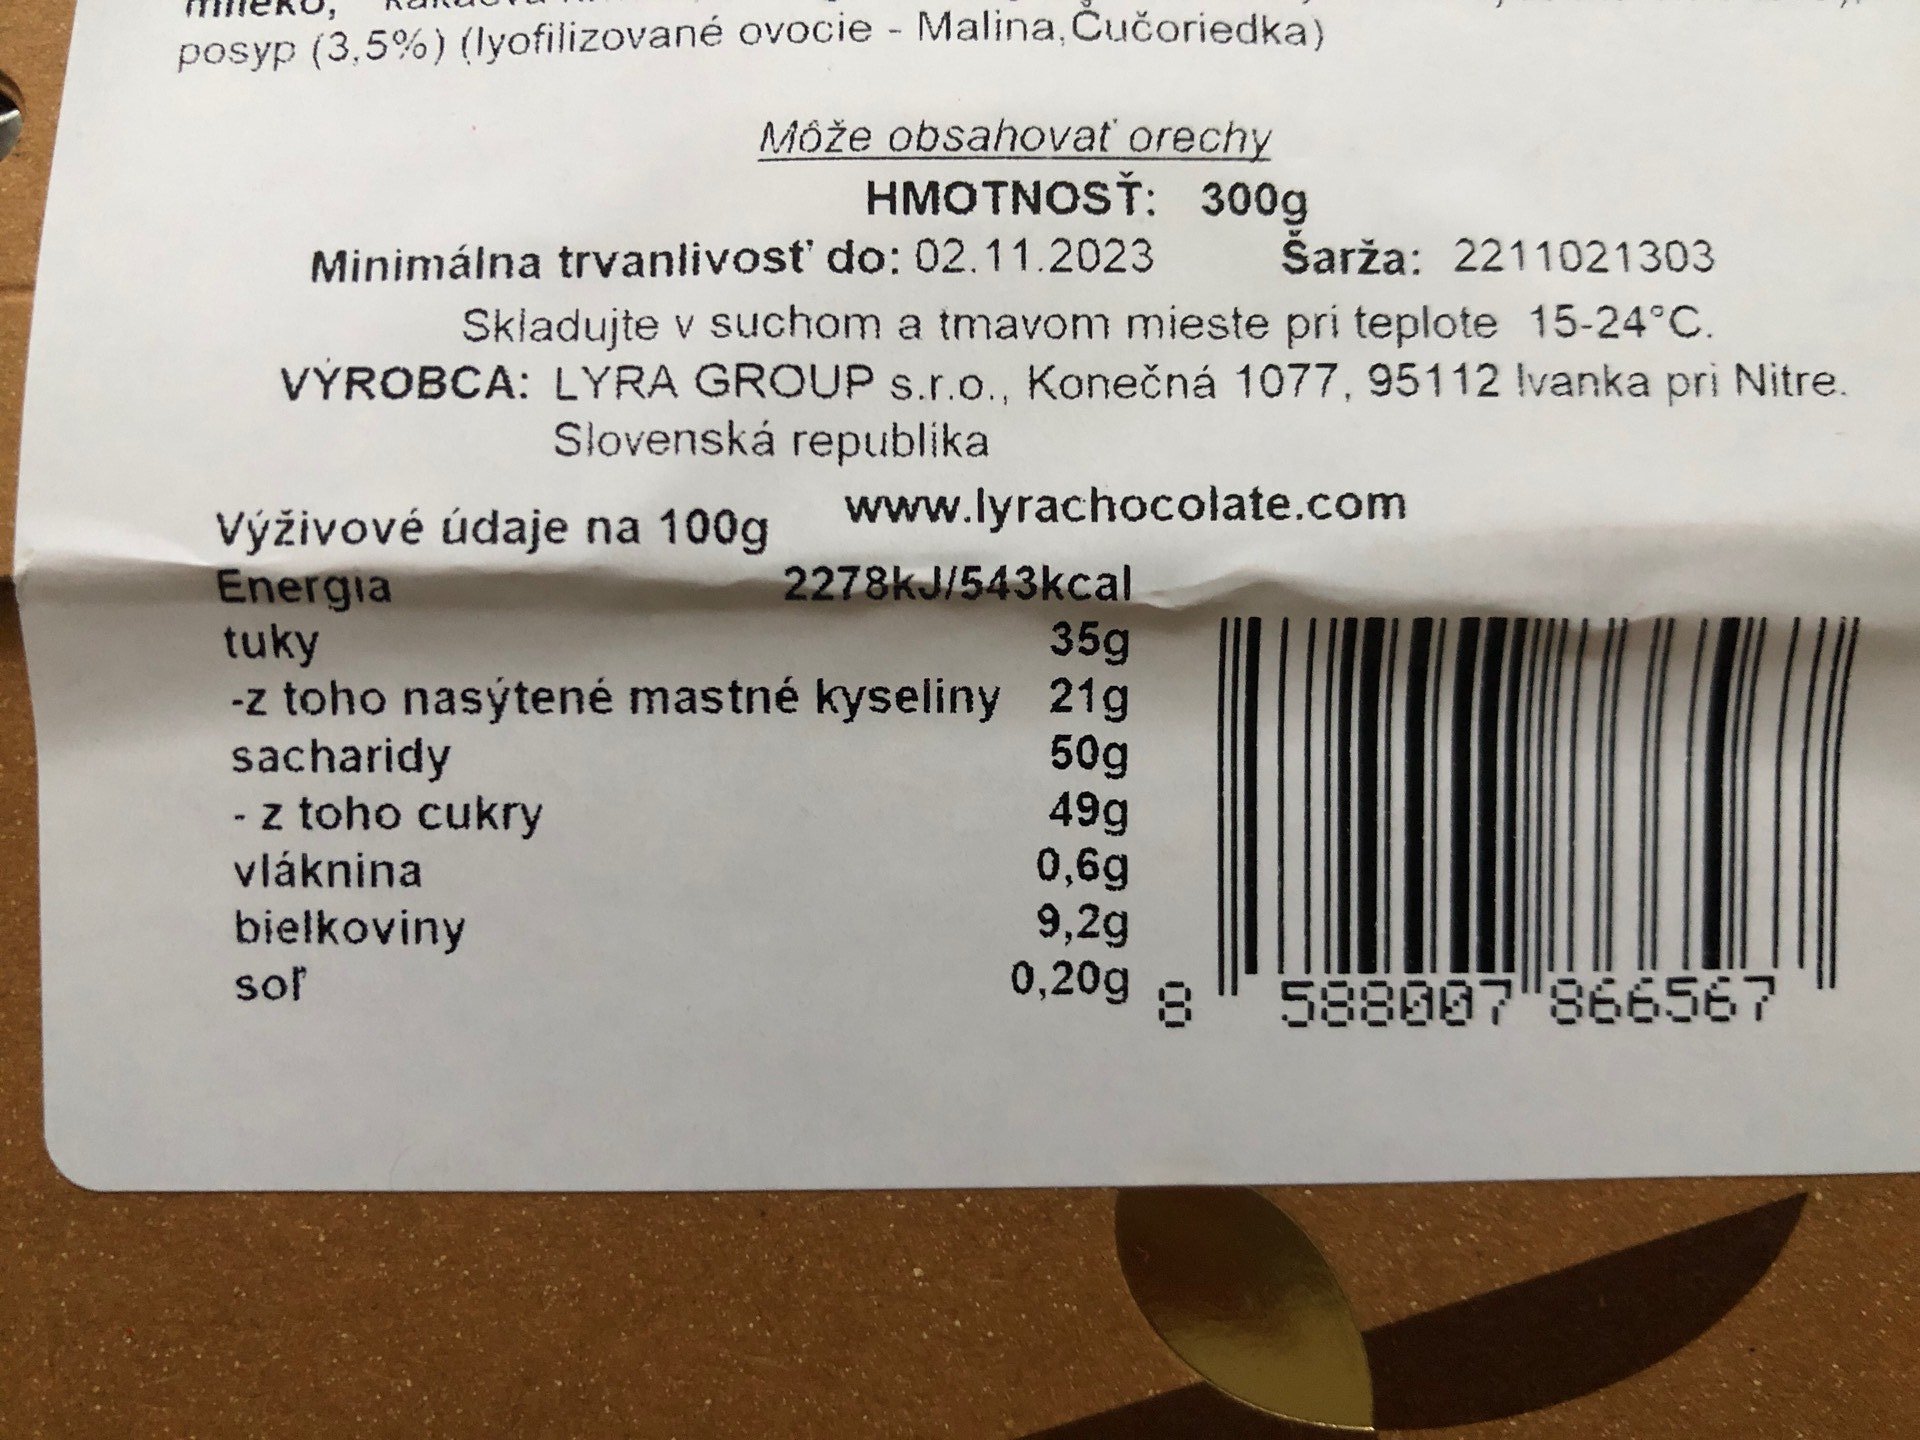 posyp (3,5%) (lyofilizované ovocie - Malina,Čučoriedka)
Môže obsahovať orechy
HMOTNOSŤ: 300g
Minimálna trvanlivosť do: 02.11.2023 Šarža: 2211021303
Skladujte v suchom a tmavom mieste pri teplote 15-24°C.
VÝROBCA: LYRA GROUP s.r.o., Konečná 1077, 95112 Ivanka pri Nitre.
Slovenská republika
www.lyrachocolate.com
Výživové údaje na 100g
Energia 2278kJ/543kcal
tuky 35g
-z toho nasýtené mastné kyseliny 21g
sacharidy 50g
- z toho cukry 49g
vláknina 0,6g
bielkoviny 9,2g
soľ 0,20g
8 588007 866567